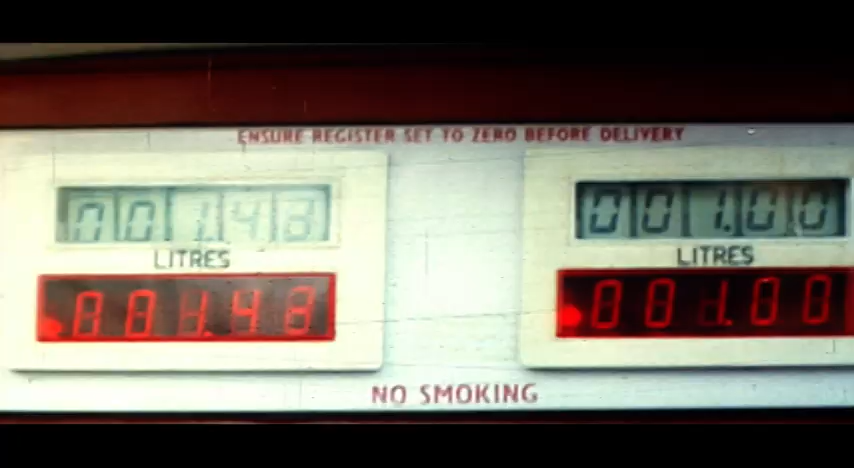 ENSURE REGISTER SET TO ZERO BEFORE DELIVERY
001.48
001.00
LITRES
LITRES
001.48
001.00
NO SMOKING